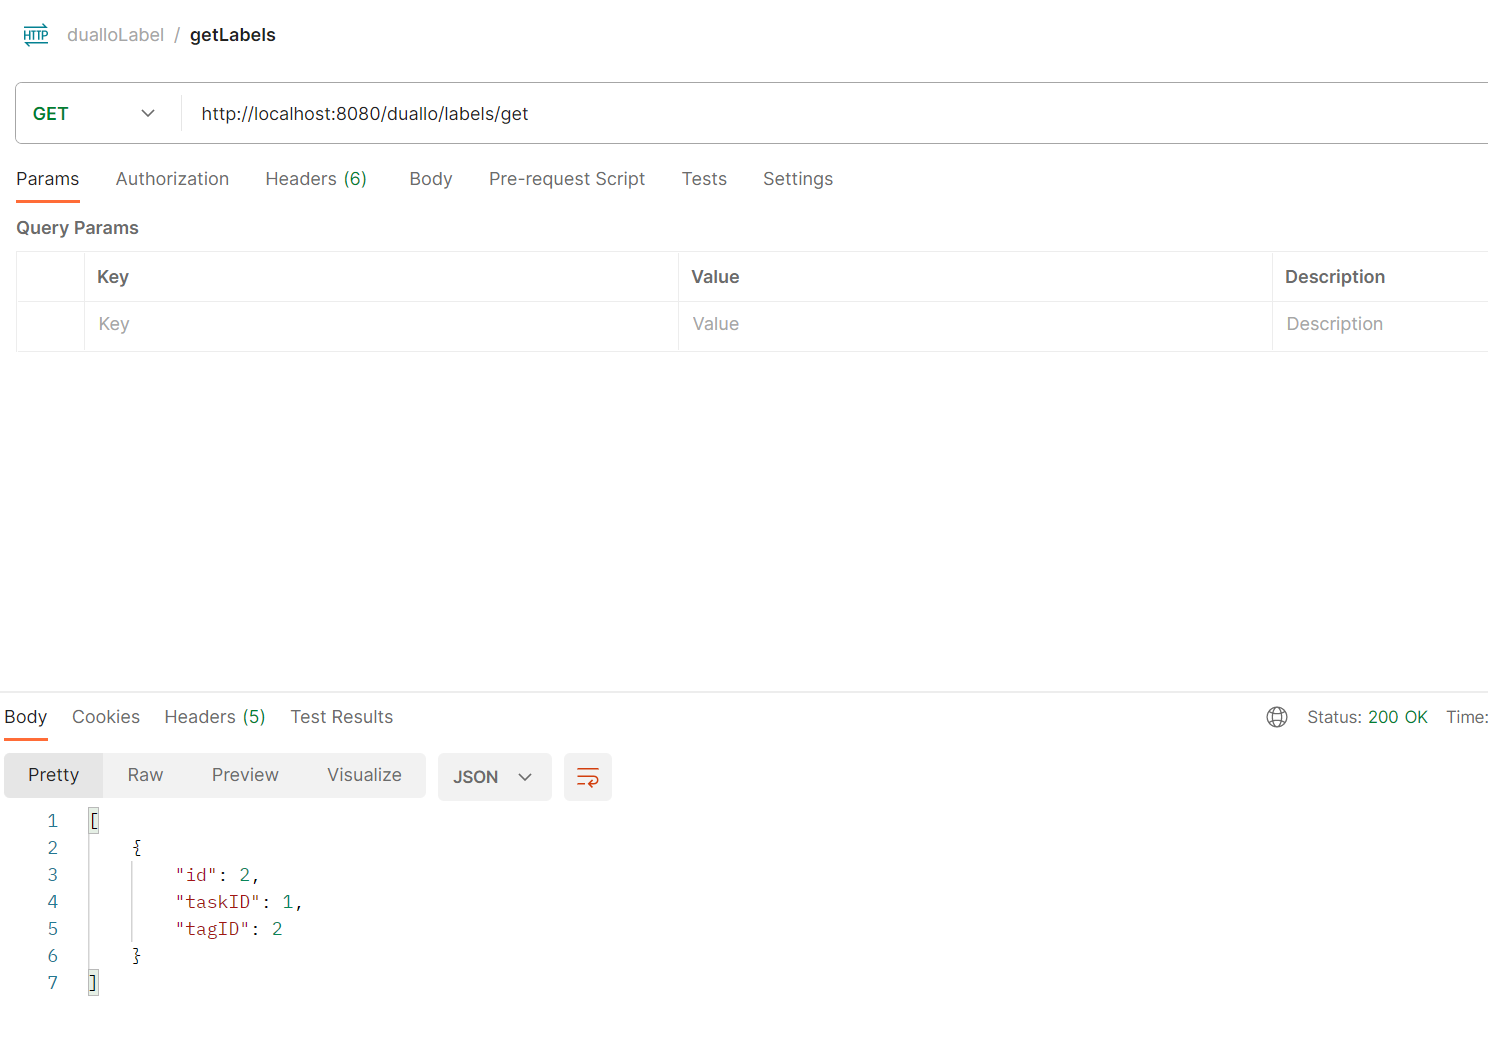 HTTP dualloLabel / getLabels
GET http://localhost:8080/duallo/labels/get
Params Authorization Headers (6) Body Pre-request Script Tests Settings
Query Params
Key Value Description
Key Value Description
Body Cookies Headers (5) Test Results Status: 200 OK Time:
Pretty Raw Preview Visualize JSON
1 [
2 {
3 "id": 2,
4 "taskID": 1,
5 "tagID": 2
6 }
7 ]